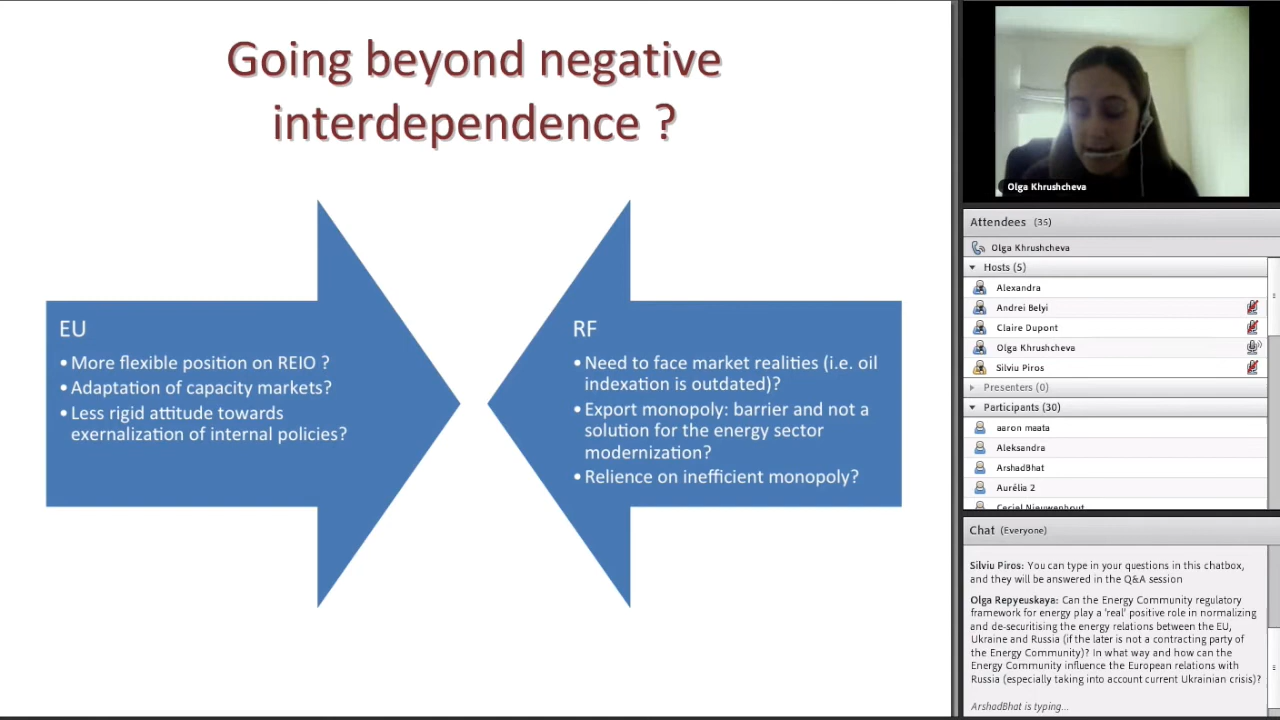 Going beyond negative
interdependence ?
EU
• More flexible position on REIO ?
• Adaptation of capacity markets?
• Less rigid attitude towards
exernalization of internal policies?
RF
• Need to face market realities (i.e. oil
indexation is outdated)?
• Export monopoly: barrier and not a
solution for the energy sector
modernization?
• Relience on inefficient monopoly?
Olga Khrushcheva
Attendees (35)
Olga Khrushcheva
Hosts (5)
Alexandra
Andrei Belyi
Claire Dupont
Olga Khrushcheva
Silviu Piros
Presenters (0)
Participants (30)
aaron maata
Aleksandra
ArshadBhat
Aurélia 2
Ceriel Nieuwenhout
Chat (Everyone)
Silviu Piros: You can type in your questions in this chatbox,
and they will be answered in the Q&A session
Olga Repyeuskaya: Can the Energy Community regulatory
framework for energy play a 'real' positive role in normalizing
and de-securitising the energy relations between the EU,
Ukraine and Russia (if the later is not a contracting party of
the Energy Community)? In what way and how can the
Energy Community influence the European relations with
Russia (especially taking into account current Ukrainian crisis)?
ArshadBhat is typing...